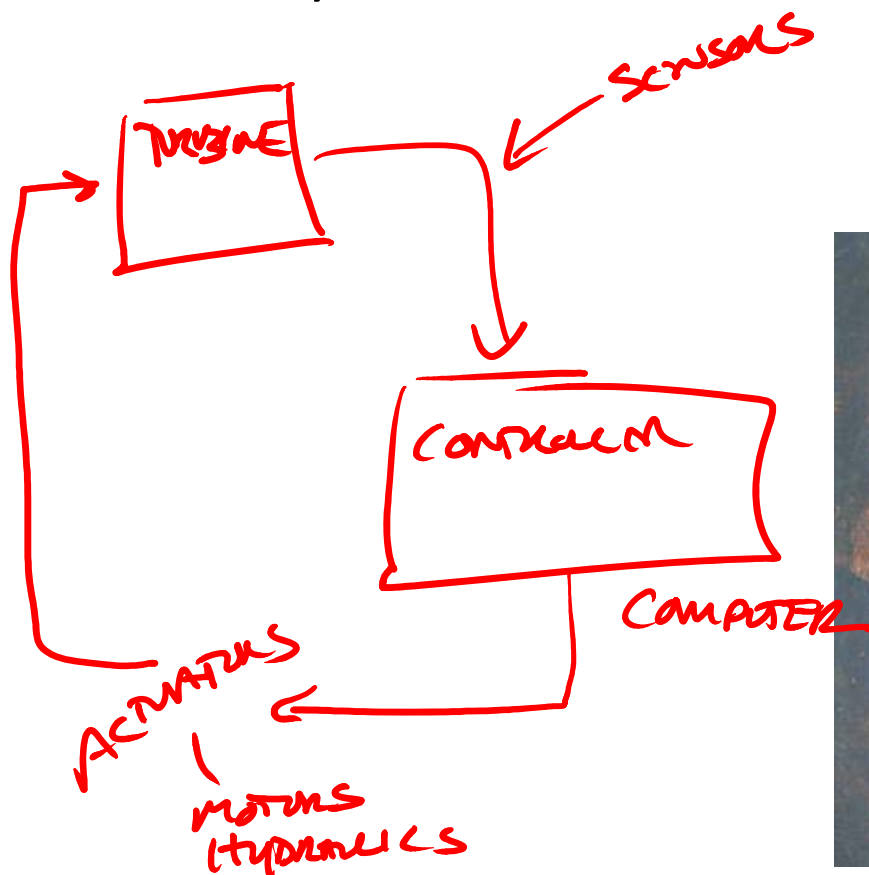 SENSORS
TURBINE
CONTROLLER
COMPUTER
ACTUATORS
MOTORS
HYDRAULICS